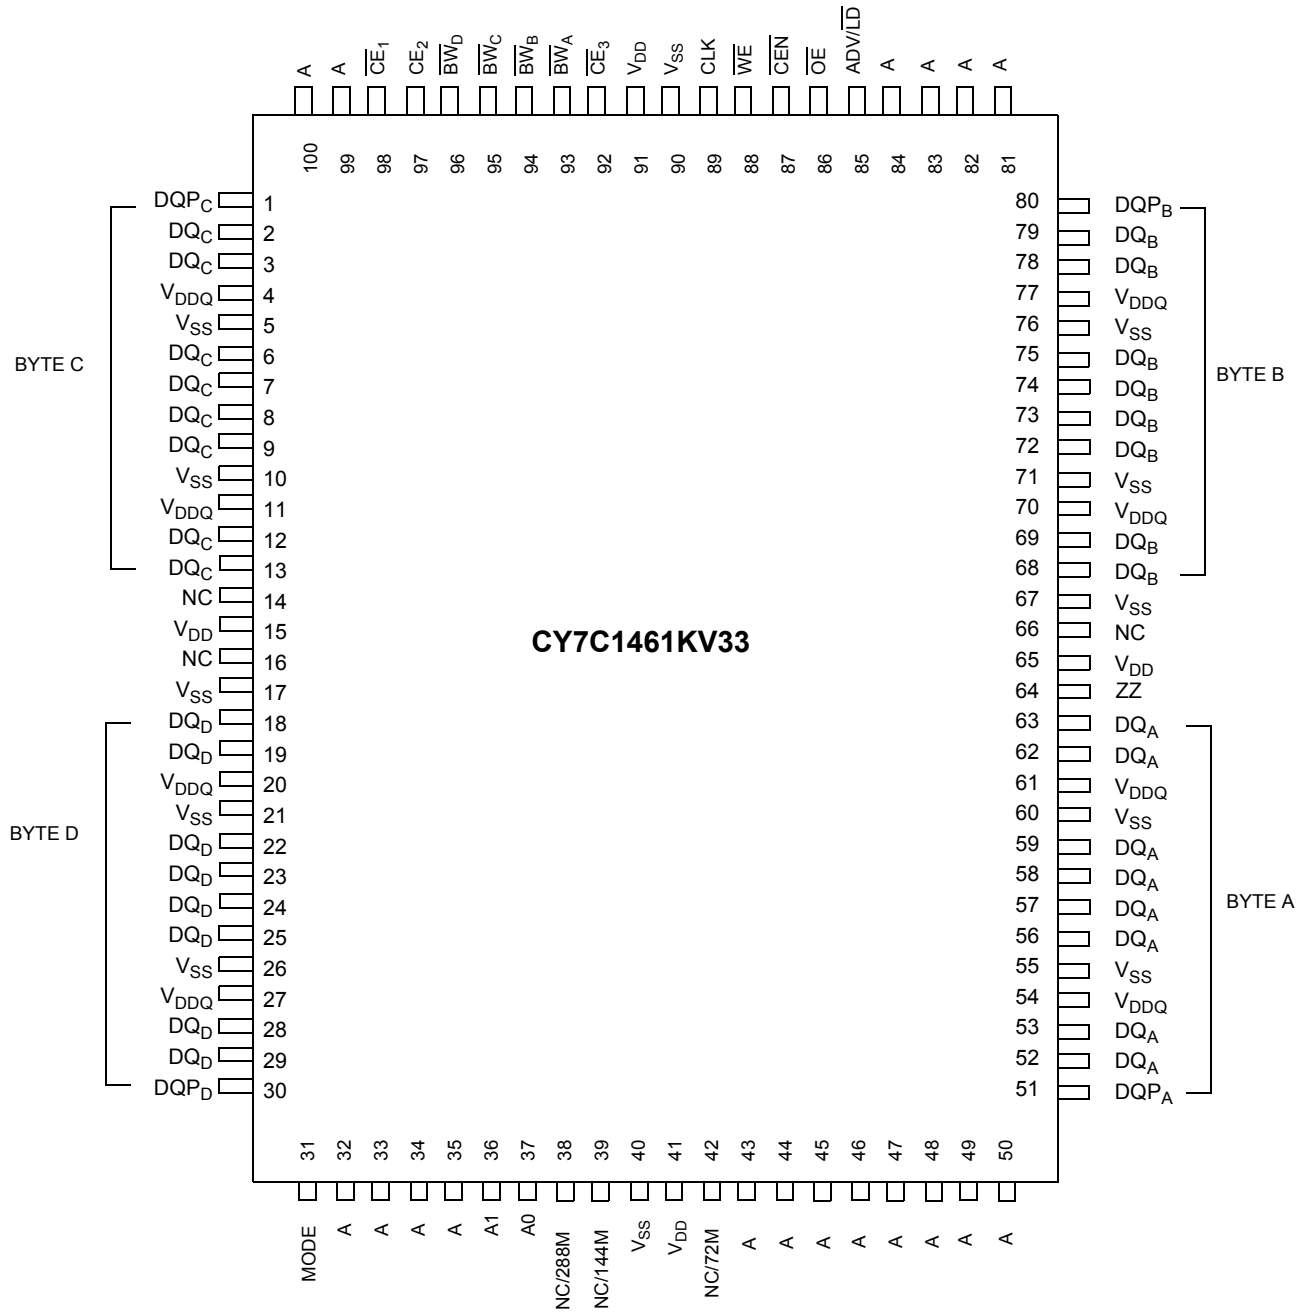 A A CE1 CE2 BWD BWC BWB BWA CE3 VDD VSS CLK WE CEN OE ADV/LD A A A A
100 99 98 97 96 95 94 93 92 91 90 89 88 87 86 85 84 83 82 81
DQPC 1 80 DQPB
DQC 2 79 DQB
DQC 3 78 DQB
VDDQ 4 77 VDDQ
VSS 5 76 VSS
DQC 6 75 DQB
BYTE C
BYTE B
DQC 7 74 DQB
DQC 8 73 DQB
DQC 9 72 DQB
VSS 10 71 VSS
VDDQ 11 70 VDDQ
DQC 12 69 DQB
DQC 13 68 DQB
NC 14 67 VSS
VDD 15 66 NC
CY7C1461KV33
NC 16 65 VDD
VSS 17 64 ZZ
DQD 18 63 DQA
DQD 19 62 DQA
VDDQ 20 61 VDDQ
VSS 21 60 VSS
BYTE D
DQD 22 59 DQA
DQD 23 58 DQA
BYTE A
DQD 24 57 DQA
DQD 25 56 DQA
VSS 26 55 VSS
VDDQ 27 54 VDDQ
DQD 28 53 DQA
DQD 29 52 DQA
DQPD 30 51 DQPA
31 32 33 34 35 36 37 38 39 40 41 42 43 44 45 46 47 48 49 50
MODE A A A A A1 A0 NC/288M NC/144M VSS VDD NC/72M A A A A A A A A